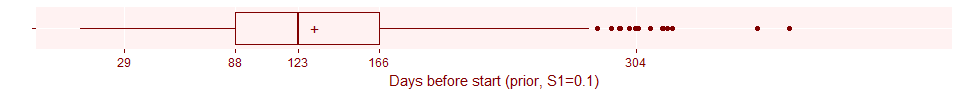 29 88 123 166 304
Days before start (prior, S1=0.1)